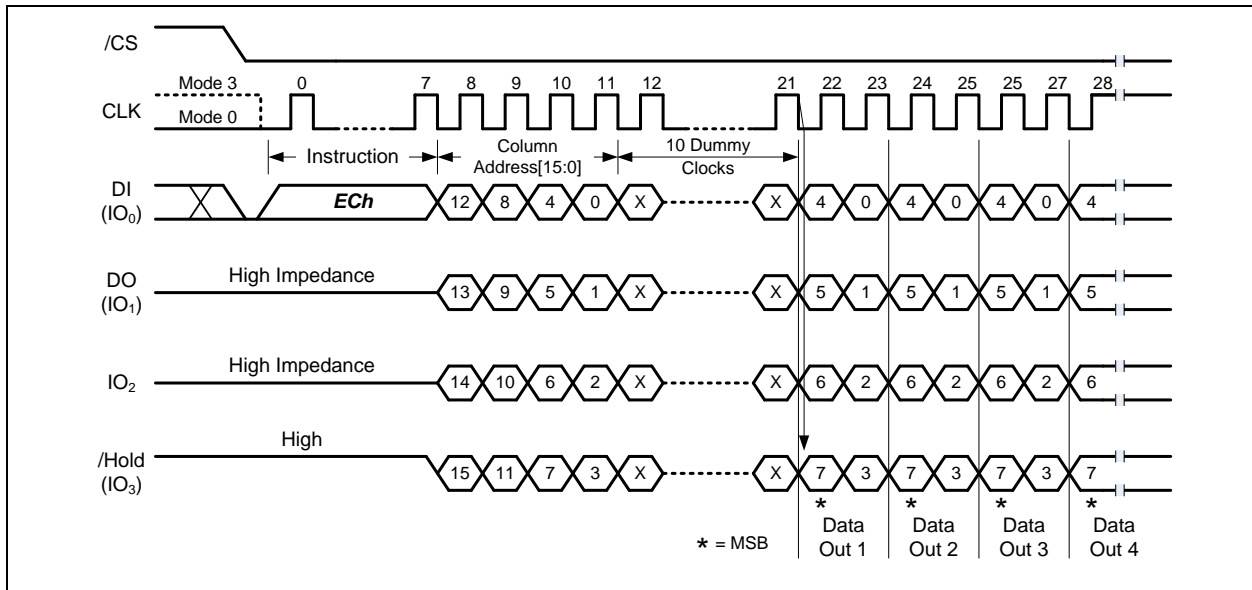 /CS
Mode 3 0 7 8 9 10 11 12 21 22 23 24 25 25 27 28
CLK
Mode 0
Instruction Column Address[15:0] 10 Dummy Clocks
DI
(IO₀)
ECh 12 8 4 0 X X 4 0 4 0 4 0 4
DO
(IO₁)
High Impedance 13 9 5 1 X X 5 1 5 1 5 1 5
IO₂
High Impedance 14 10 6 2 X X 6 2 6 2 6 2 6
/Hold
(IO₃)
High 15 11 7 3 X X 7 3 7 3 7 3 7
* * * *
* = MSB
Data Out 1
Data Out 2
Data Out 3
Data Out 4